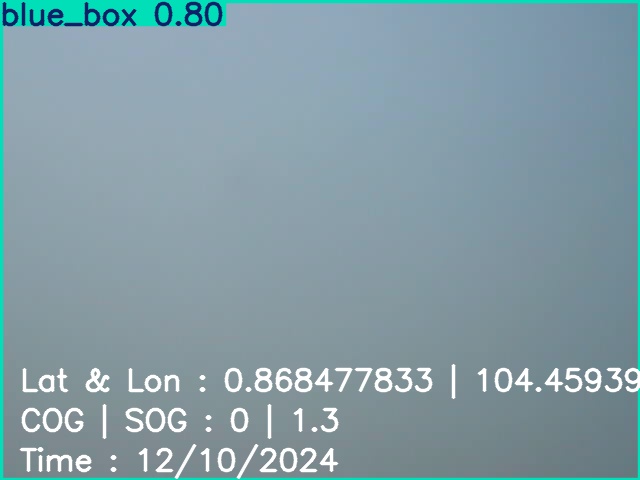 blue_box 0.80
Lat & Lon : 0.868477833 | 104.45939
COG | SOG : 0 | 1.3
Time : 12/10/2024